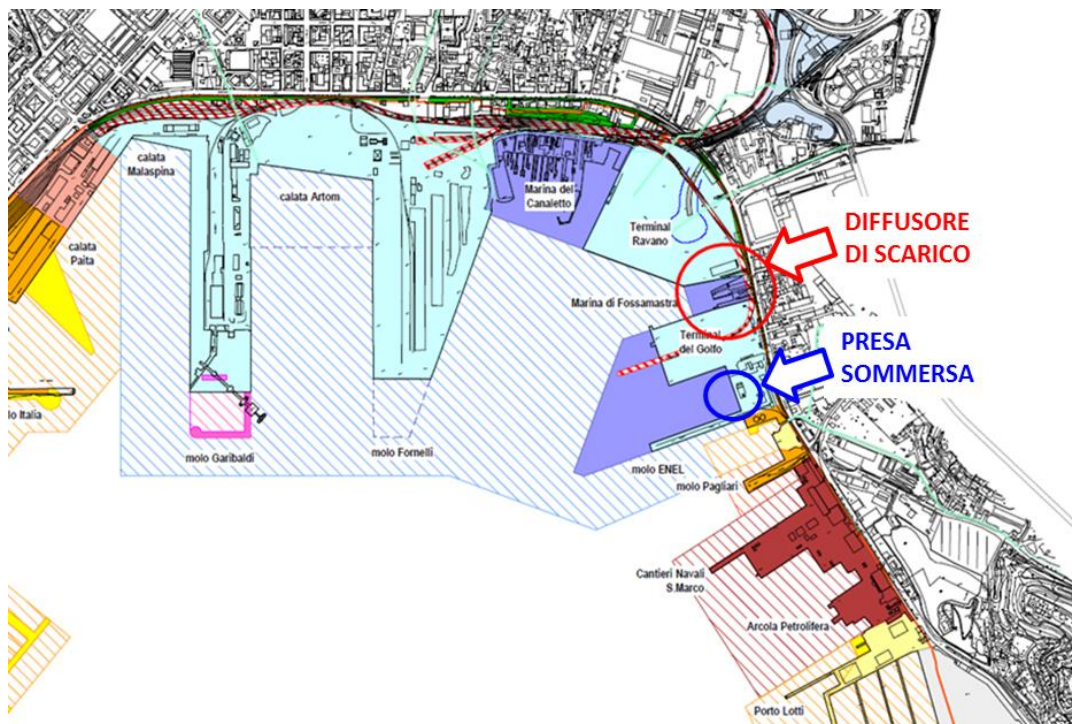 calata
Malaspina
calata Artom
Marina del
Canaletto
Terminal
Ravano
DIFFUSORE
DI SCARICO
calata
Paita
Marina di Fossamastra
Terminal
del Golfo
PRESA
SOMMERSA
lo Italia
molo Garibaldi
molo Fornelli
molo ENEL
molo Pagliari
Cantieri Navali
S.Marco
Arcola Petrolifera
Porto Lotti